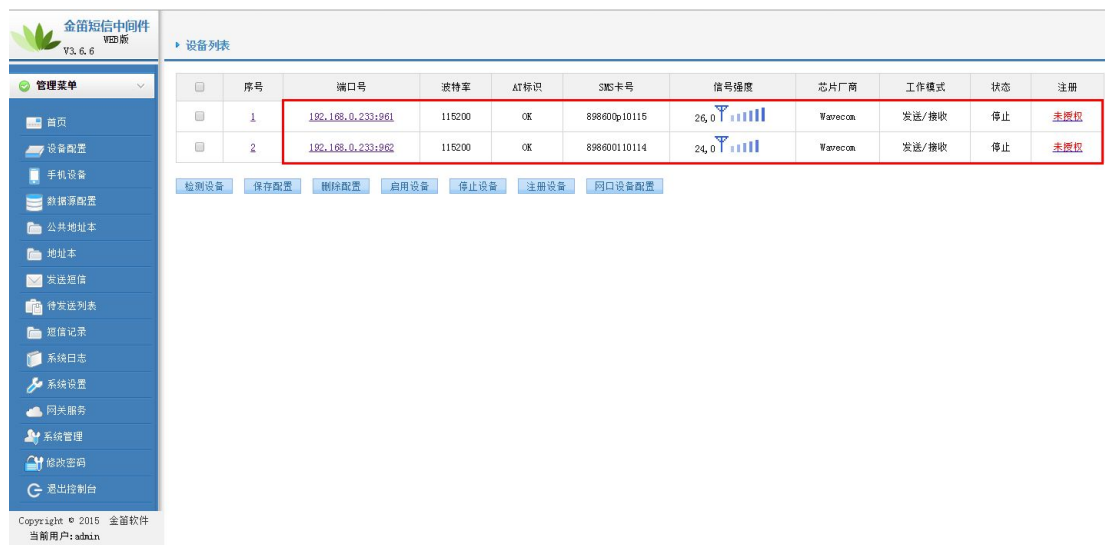 金笛短信中间件
WEB版
V3.6.6
设备列表
管理菜单
首页
设备配置
手机设备
数据源配置
公共地址本
地址本
发送短信
待发送列表
短信记录
系统日志
系统设置
网关服务
系统管理
修改密码
退出控制台
Copyright © 2015 金笛软件
当前用户:admin
序号 端口号 波特率 AT标识 SMS卡号 信号强度 芯片厂商 工作模式 状态 注册
1 192.168.0.233:961 115200 OK 898600p10115 26,0 Wavecom 发送/接收 停止 未授权
2 192.168.0.233:962 115200 OK 898600110114 24,0 Wavecom 发送/接收 停止 未授权
检测设备 保存配置 删除配置 启用设备 停止设备 注册设备 网口设备配置